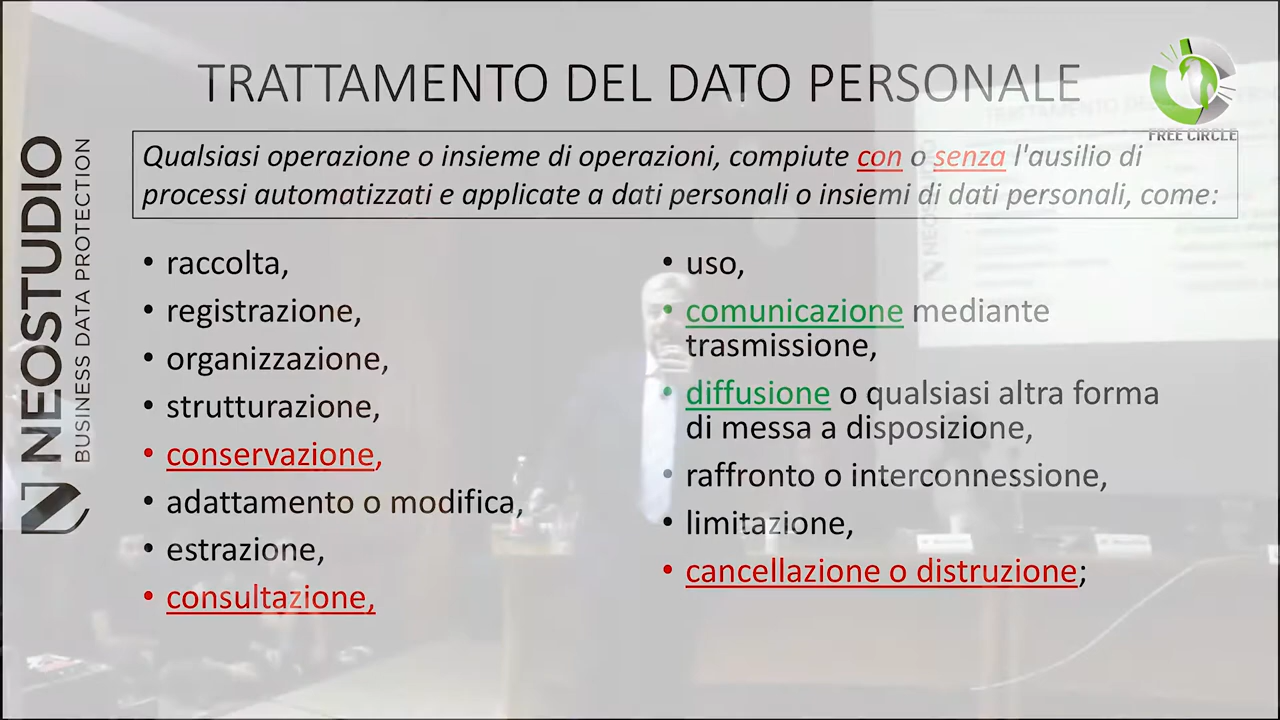 TRATTAMENTO DEL DATO PERSONALE
FREE CIRCLE
NEOSTUDIO
BUSINESS DATA PROTECTION
Qualsiasi operazione o insieme di operazioni, compiute con o senza l'ausilio di
processi automatizzati e applicate a dati personali o insiemi di dati personali, come:
• raccolta,
• registrazione,
• organizzazione,
• strutturazione,
• conservazione,
• adattamento o modifica,
• estrazione,
• consultazione,
• uso,
• comunicazione mediante
trasmissione,
• diffusione o qualsiasi altra forma
di messa a disposizione,
• raffronto o interconnessione,
• limitazione,
• cancellazione o distruzione;